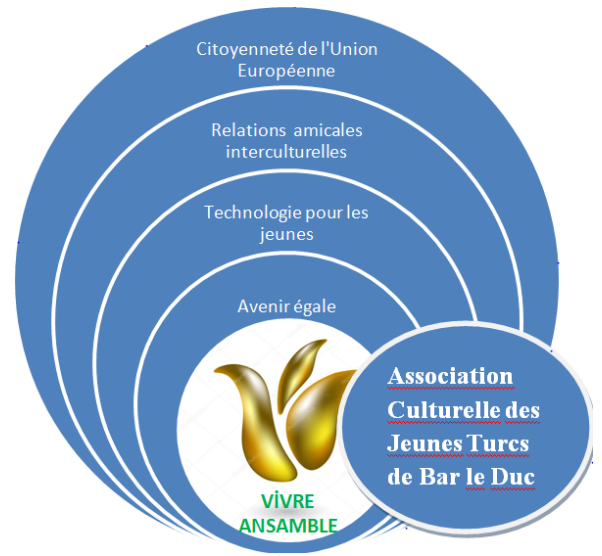 Citoyenneté de l'Union
Européenne
Relations amicales
interculturelles
Technologie pour les
jeunes
Avenir égale
Association
Culturelle des
Jeunes Turcs
de Bar le Duc
VİVRE
ANSAMBLE